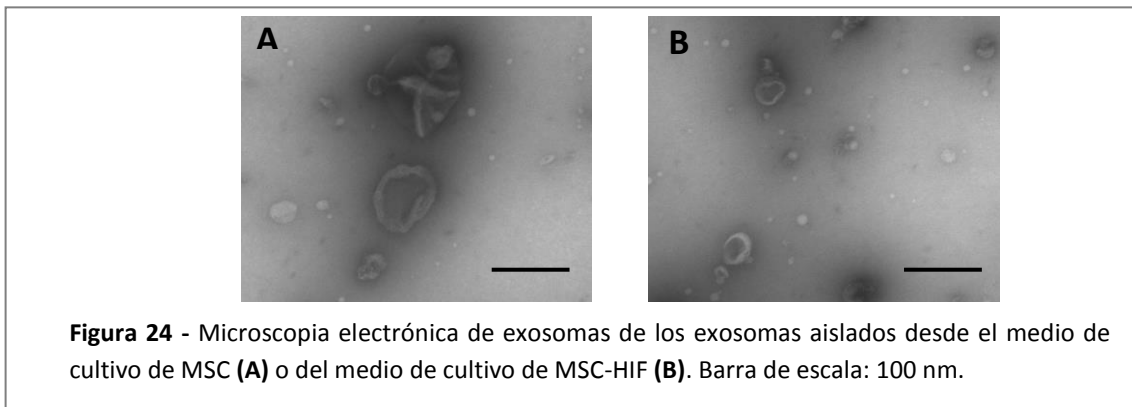 A
B
Figura 24 - Microscopia electrónica de exosomas de los exosomas aislados desde el medio de
cultivo de MSC (A) o del medio de cultivo de MSC-HIF (B). Barra de escala: 100 nm.